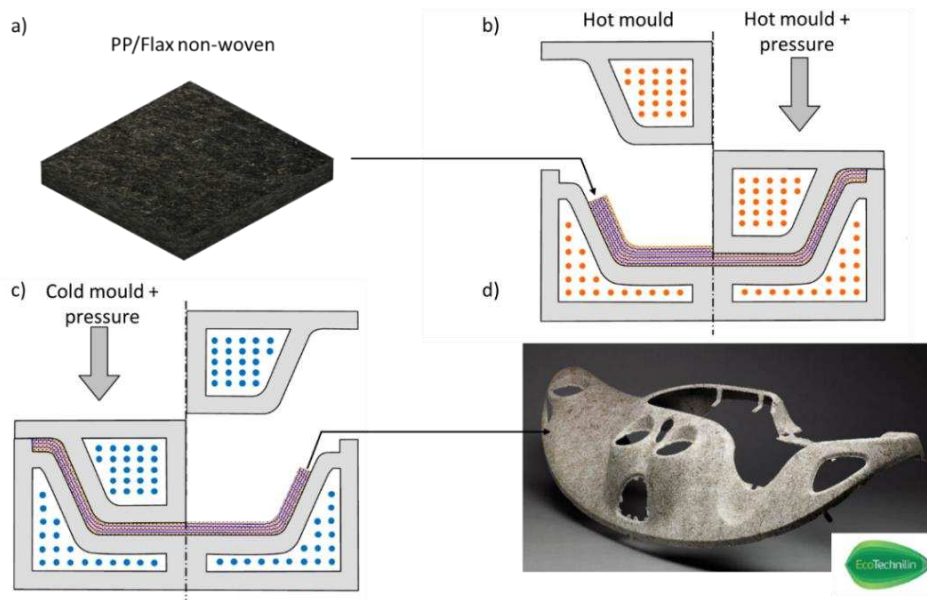 a)
PP/Flax non-woven
b)
Hot mould
Hot mould +
pressure
c)
Cold mould +
pressure
d)
EcoTechnilin